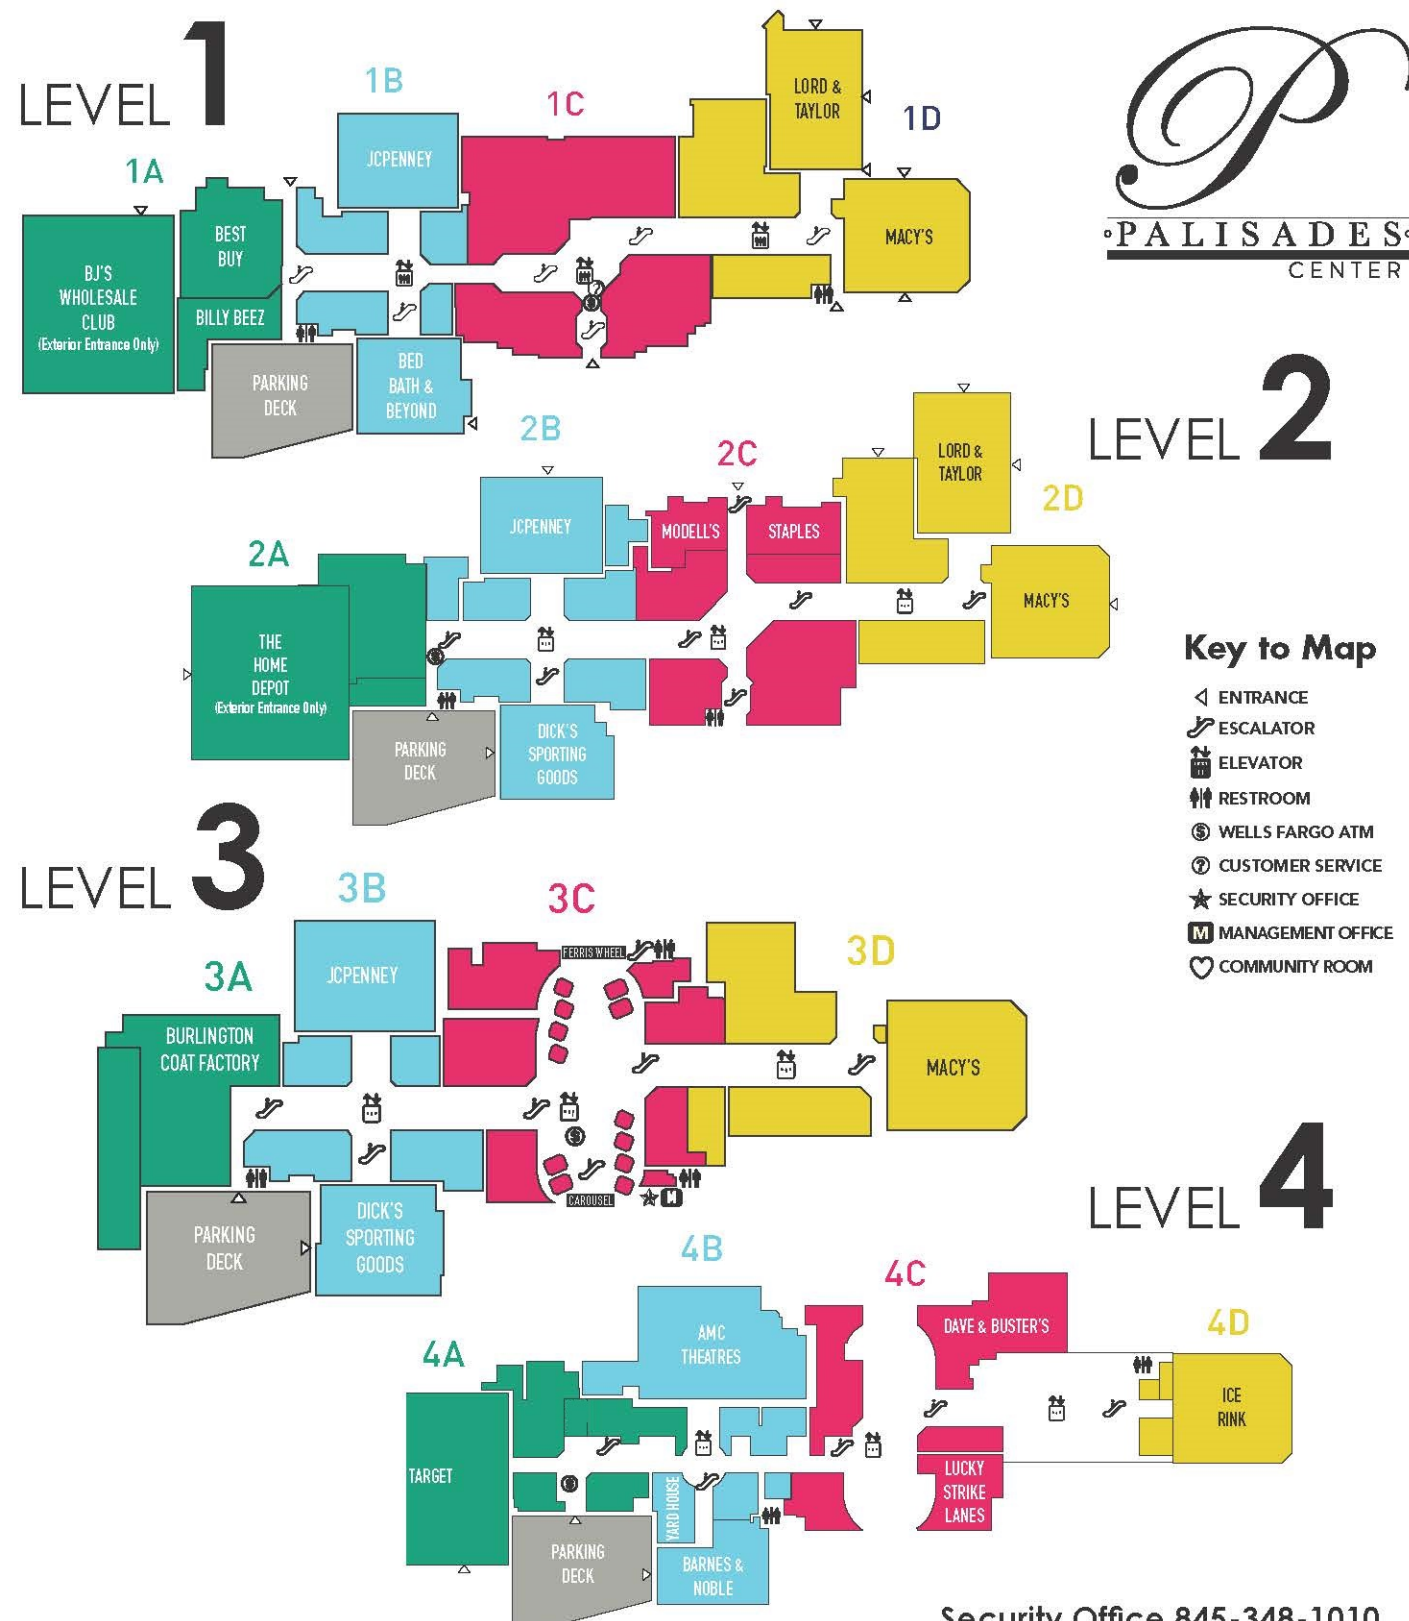 LEVEL 1
1A
1B
1C
1D
BJ'S
WHOLESALE
CLUB
(Exterior Entrance Only)
BEST
BUY
BILLY BEEZ
PARKING
DECK
JCPENNEY
BED
BATH &
BEYOND
LORD &
TAYLOR
MACY'S
PALISADES
CENTER
LEVEL 2
2A
2B
2C
2D
THE
HOME
DEPOT
(Exterior Entrance Only)
PARKING
DECK
JCPENNEY
DICK'S
SPORTING
GOODS
MODELL'S
STAPLES
LORD &
TAYLOR
MACY'S
Key to Map
ENTRANCE
ESCALATOR
ELEVATOR
RESTROOM
WELLS FARGO ATM
CUSTOMER SERVICE
SECURITY OFFICE
M MANAGEMENT OFFICE
COMMUNITY ROOM
LEVEL 3
3A
3B
3C
3D
BURLINGTON
COAT FACTORY
PARKING
DECK
JCPENNEY
DICK'S
SPORTING
GOODS
FERRIS WHEEL
CAROUSEL
M
MACY'S
LEVEL 4
4A
4B
4C
4D
TARGET
PARKING
DECK
AMC
THEATRES
YARD HOUSE
BARNES &
NOBLE
DAVE & BUSTER'S
LUCKY
STRIKE
LANES
ICE
RINK
Security Office 845-348-1010